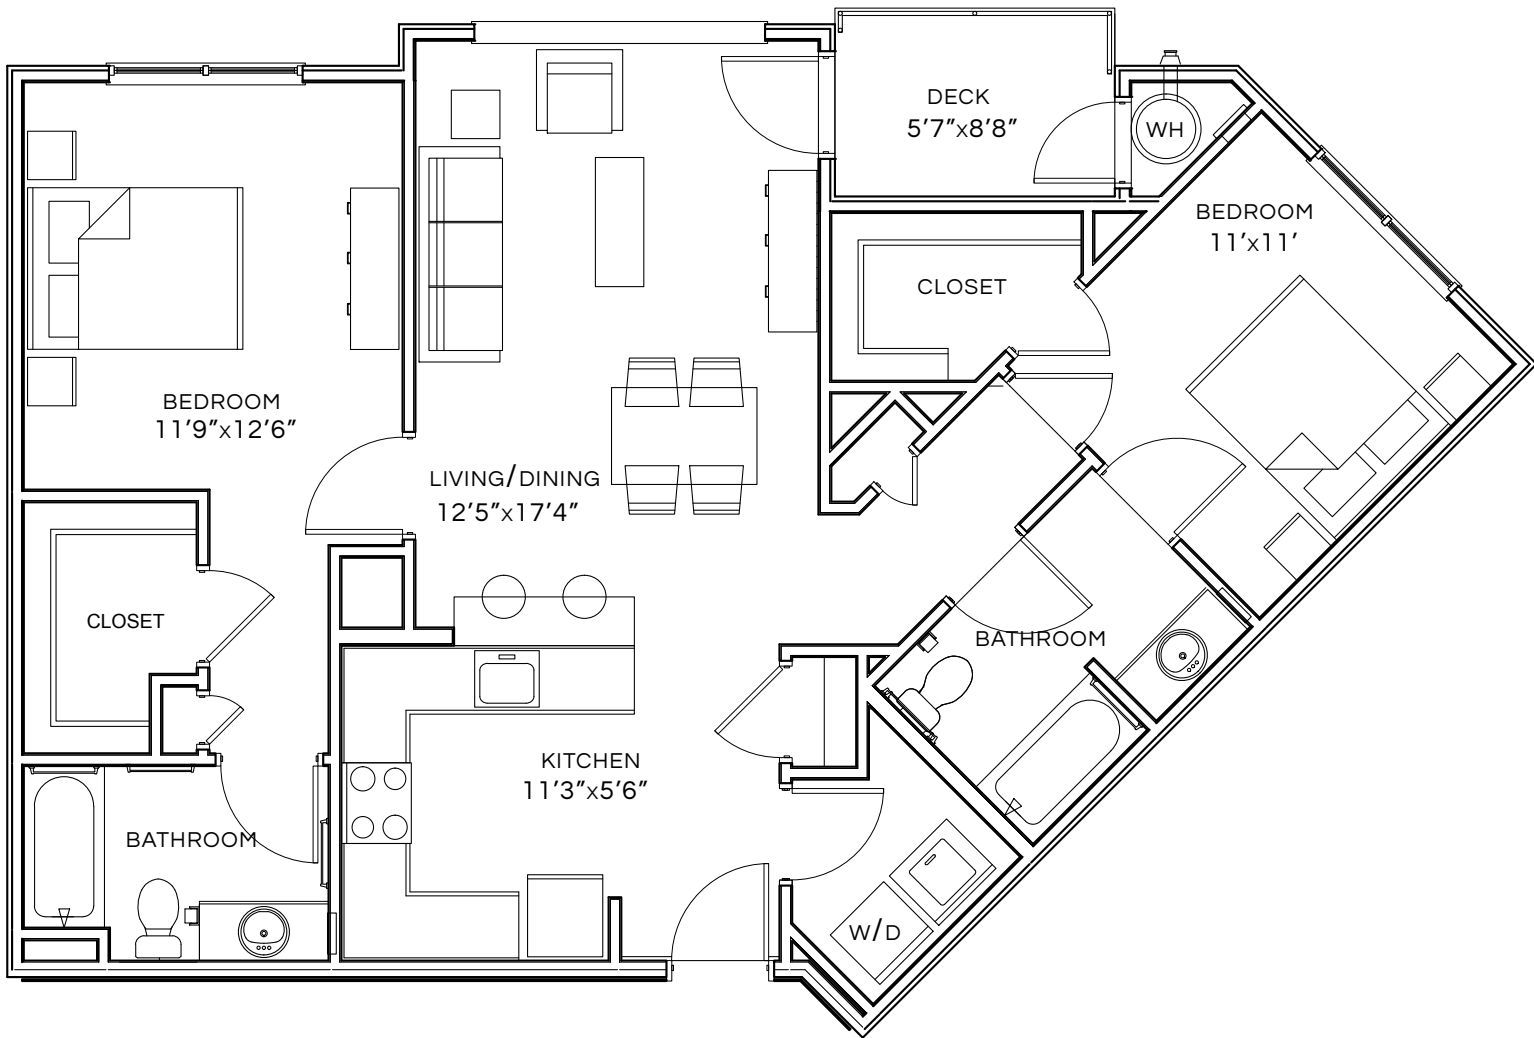 DECK
5'7"x8'8"
WH
BEDROOM
11'x11'
CLOSET
BEDROOM
11'9"x12'6"
LIVING/DINING
12'5"x17'4"
CLOSET
BATHROOM
KITCHEN
11'3"x5'6"
BATHROOM
W/D